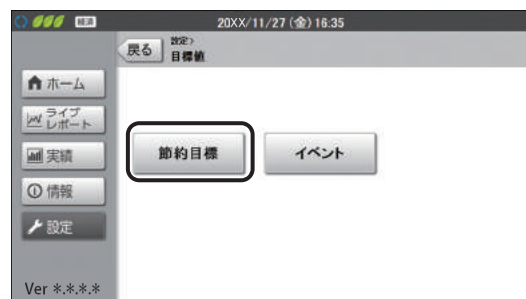 経済
20XX/11/27(金)16:35
戻る
設定>
目標値
ホーム
ライブ
レポート
実績
情報
設定
節約目標
イベント
Ver *.*.*.*